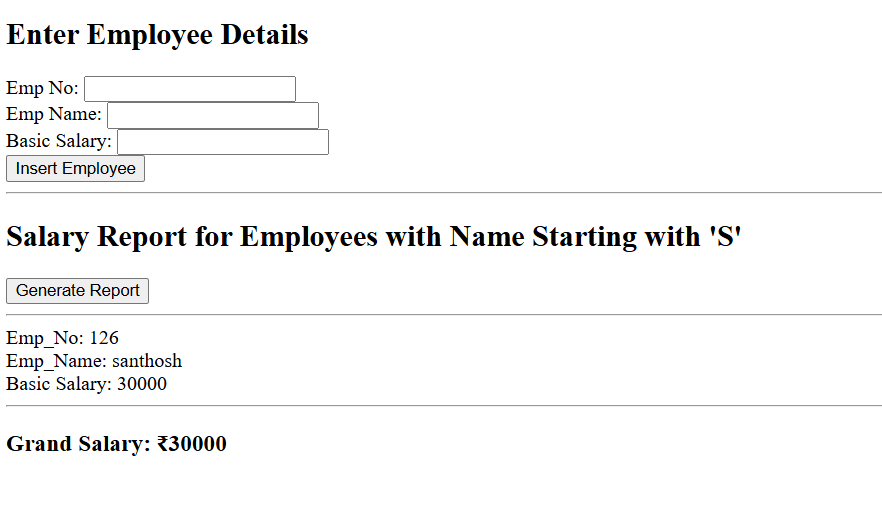 Enter Employee Details
Emp No:
Emp Name:
Basic Salary:
Insert Employee
Salary Report for Employees with Name Starting with 'S'
Generate Report
Emp_No: 126
Emp_Name: santhosh
Basic Salary: 30000
Grand Salary: ₹30000